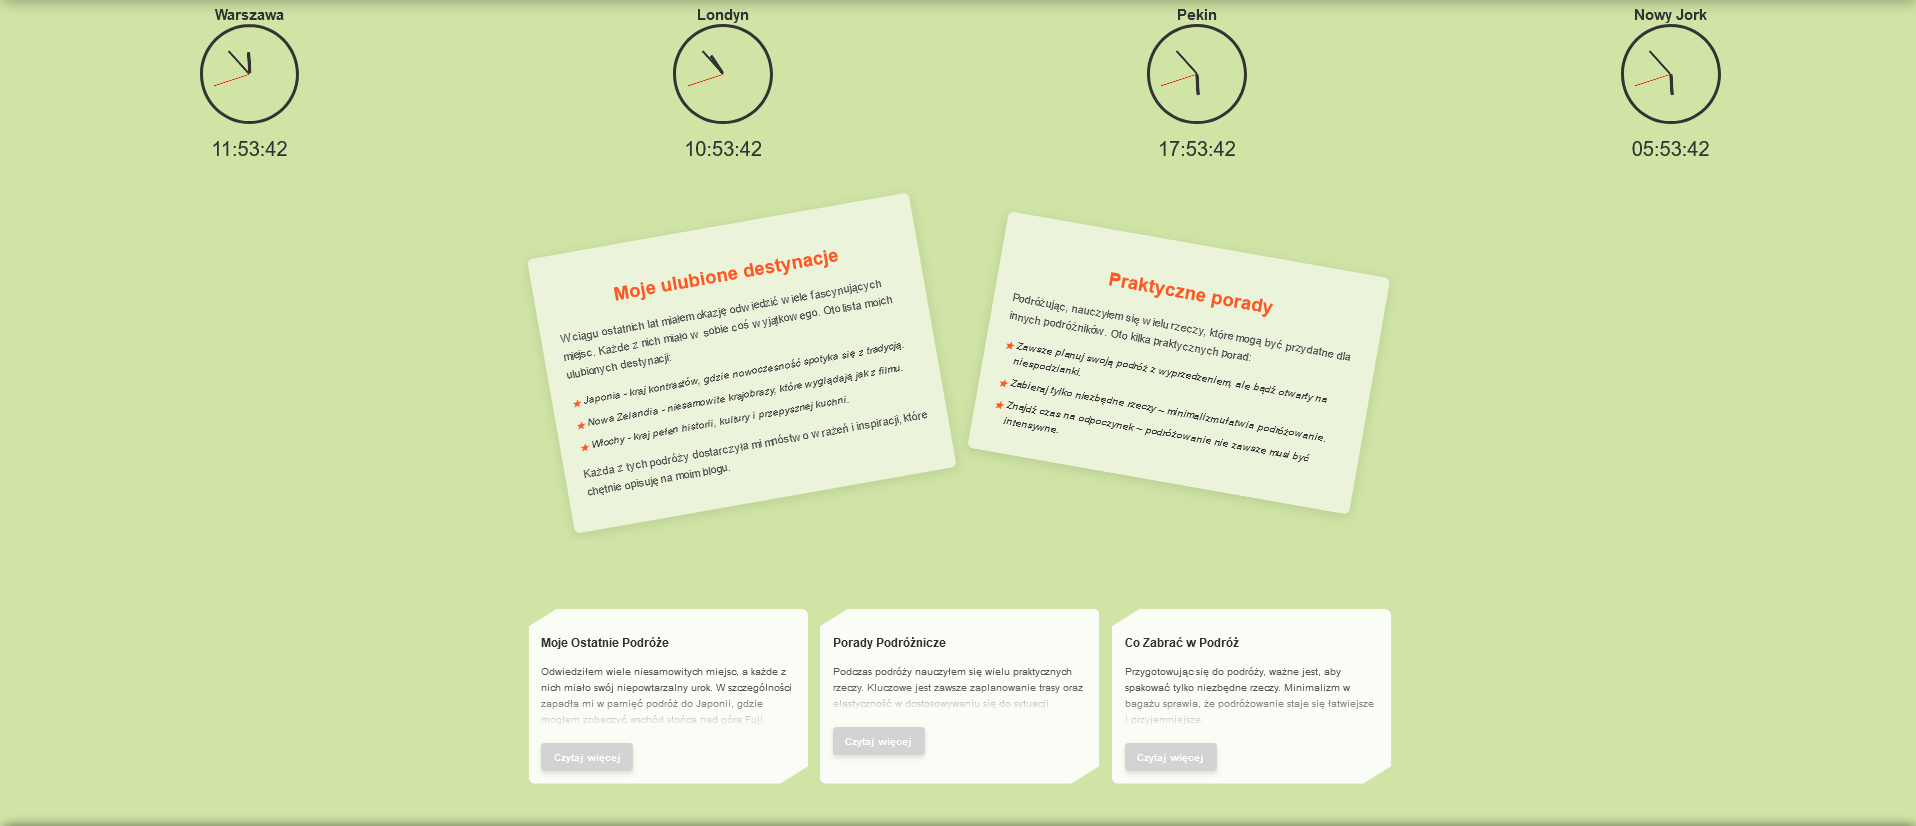 Warszawa
Londyn
Pekin
Nowy Jork
11:53:42
10:53:42
17:53:42
05:53:42
Moje ulubione destynacje
W ciągu ostatnich lat miałem okazję odwiedzić wiele fascynujących
miejsc. Każde z nich miało w sobie coś wyjątkowego. Oto lista moich
ulubionych destynacji:
★ Japonia - kraj kontrastów, gdzie nowoczesność spotyka się z tradycją.
★ Nowa Zelandia - niesamowite krajobrazy, które wyglądają jak z filmu.
★ Włochy - kraj pełen historii, kultury i przepysznej kuchni.
Każda z tych podróży dostarczyła mi mnóstwo wrażeń i inspiracji, które
chętnie opisuję na moim blogu.
Praktyczne porady
Podróżując, nauczyłem się wielu rzeczy, które mogą być przydatne dla
innych podróżników. Oto kilka praktycznych porad:
★ Zawsze planuj swoją podróż z wyprzedzeniem, ale bądź otwarty na
niespodzianki.
★ Zabieraj tylko niezbędne rzeczy – minimalizm ułatwia podróżowanie.
★ Znajdź czas na odpoczynek – podróżowanie nie zawsze musi być
intensywne.
Moje Ostatnie Podróże
Odwiedziłem wiele niesamowitych miejsc, a każde z
nich miało swój niepowtarzalny urok. W szczególności
zapadła mi w pamięć podróż do Japonii, gdzie
mogłem zobaczyć wschód słońca nad górą Fuji.
Czytaj więcej
Porady Podróżnicze
Podczas podróży nauczyłem się wielu praktycznych
rzeczy. Kluczowe jest zawsze zaplanowanie trasy oraz
elastyczność w dostosowywaniu się do sytuacji.
Czytaj więcej
Co Zabrać w Podróż
Przygotowując się do podróży, ważne jest, aby
spakować tylko niezbędne rzeczy. Minimalizm w
bagażu sprawia, że podróżowanie staje się łatwiejsze
i przyjemniejsze.
Czytaj więcej